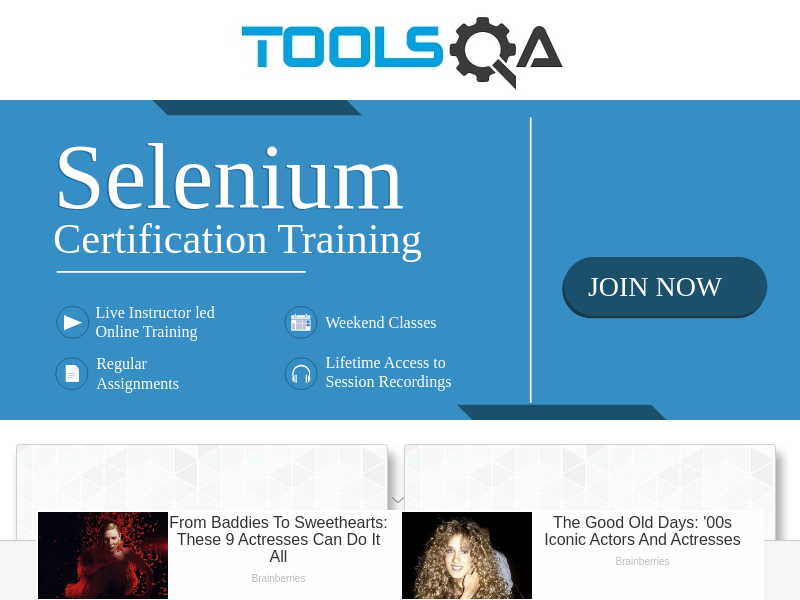 TOOLSQA
Selenium
Certification Training
JOIN NOW
Live Instructor led
Online Training
Weekend Classes
Regular
Assignments
Lifetime Access to
Session Recordings
From Baddies To Sweethearts:
These 9 Actresses Can Do It
All
Brainberries
The Good Old Days: '00s
Iconic Actors And Actresses
Brainberries